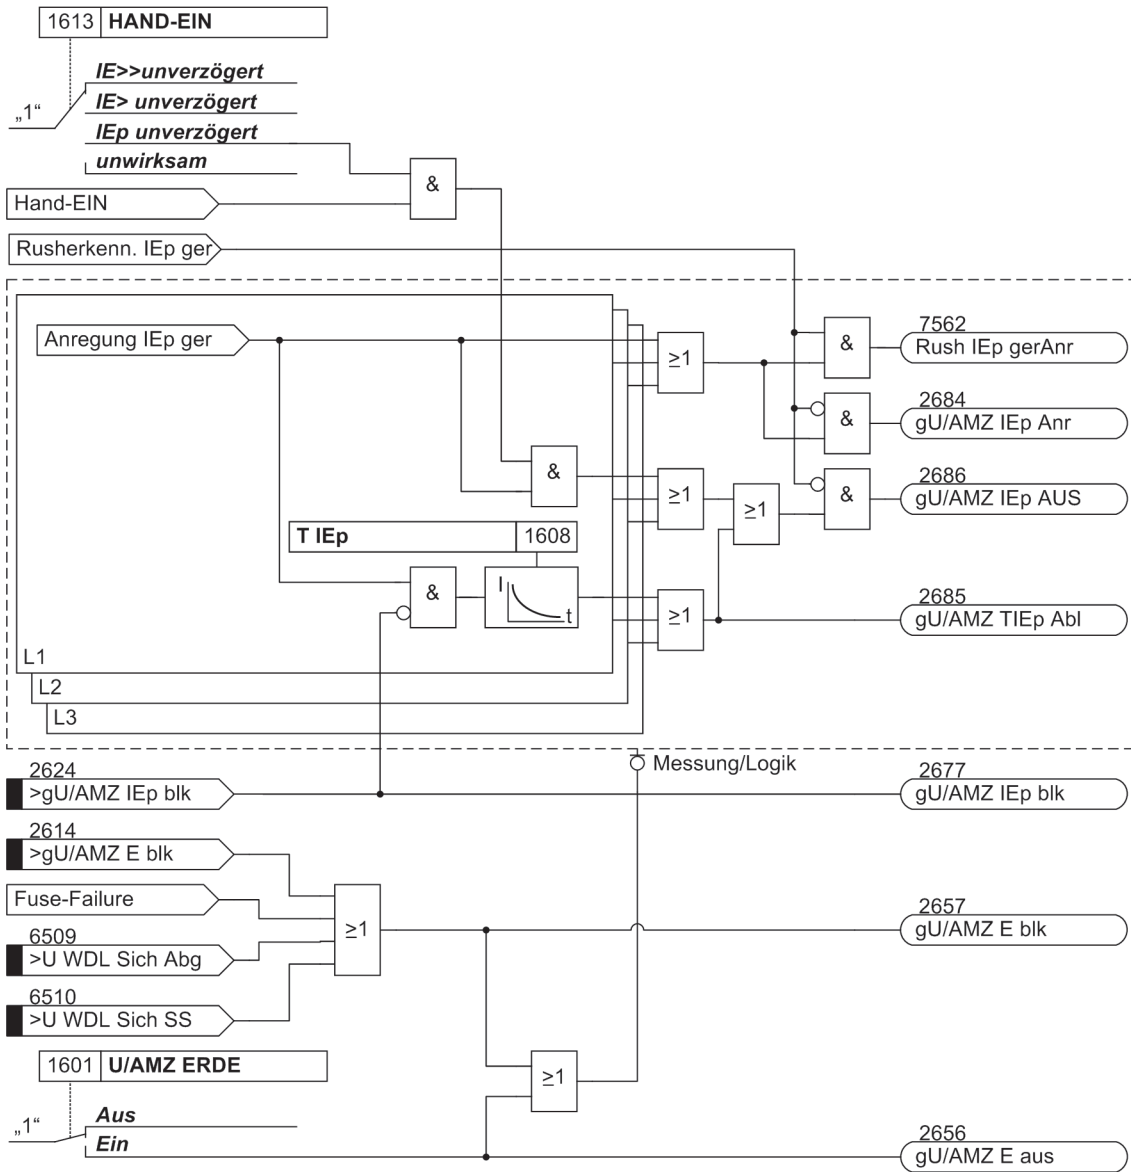 1613 HAND-EIN
IE>>unverzögert
„1“
IE> unverzögert
IEp unverzögert
unwirksam
&
Hand-EIN
Rusherkenn. IEp ger
Anregung IEp ger
≥1
&
7562
Rush IEp gerAnr
&
2684
gU/AMZ IEp Anr
&
≥1
≥1
&
2686
gU/AMZ IEp AUS
T IEp 1608
&
I
t
≥1
2685
gU/AMZ TIEp Abl
L1
L2
L3
Messung/Logik
2624
>gU/AMZ IEp blk
2677
gU/AMZ IEp blk
2614
>gU/AMZ E blk
Fuse-Failure
≥1
2657
gU/AMZ E blk
6509
>U WDL Sich Abg
6510
>U WDL Sich SS
1601 U/AMZ ERDE
≥1
„1“
Aus
Ein
2656
gU/AMZ E aus